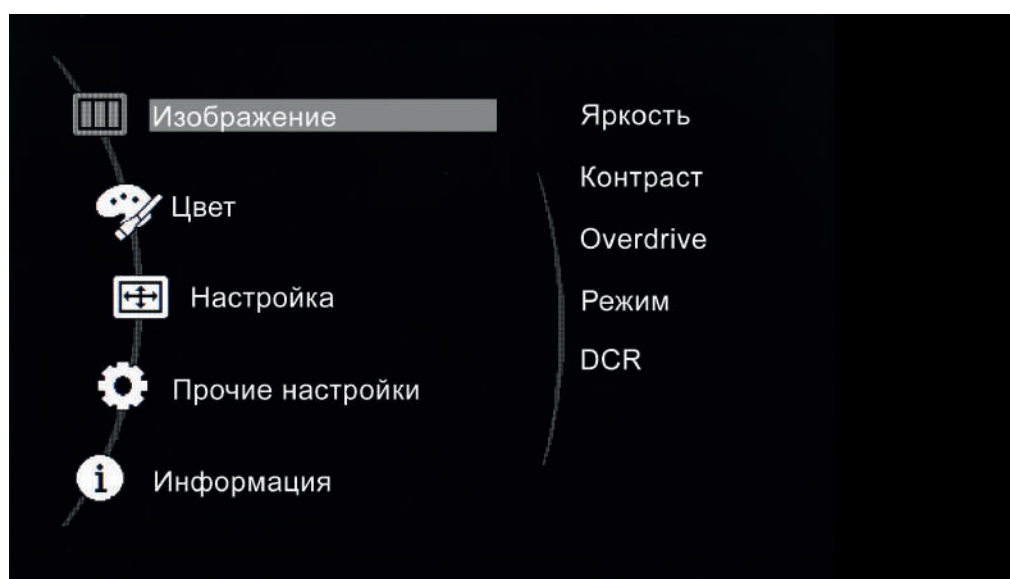 Изображение
Цвет
Настройка
Прочие настройки
Информация
Яркость
Контраст
Overdrive
Режим
DCR